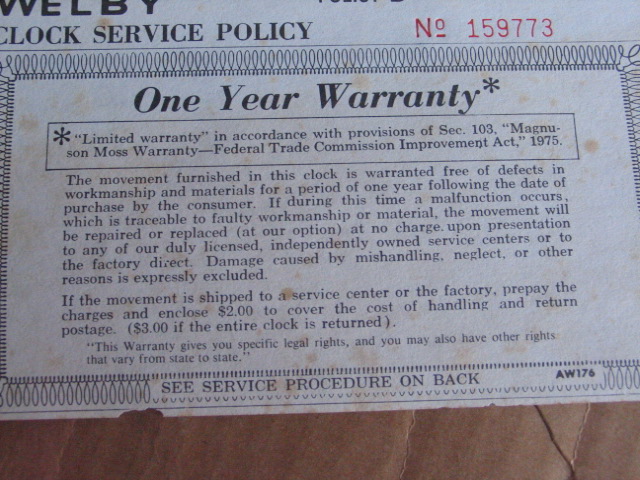 WELBY
CLOCK SERVICE POLICY Nº 159773
One Year Warranty*
* "Limited warranty" in accordance with provisions of Sec. 103, "Magnu-
son Moss Warranty—Federal Trade Commission Improvement Act," 1975.
The movement furnished in this clock is warranted free of defects in
workmanship and materials for a period of one year following the date of
purchase by the consumer. If during this time a malfunction occurs,
which is traceable to faulty workmanship or material, the movement will
be repaired or replaced (at our option) at no charge upon presentation
to any of our duly licensed, independently owned service centers or to
the factory direct. Damage caused by mishandling, neglect, or other
reasons is expressly excluded.
If the movement is shipped to a service center or the factory, prepay the
charges and enclose $2.00 to cover the cost of handling and return
postage. ($3.00 if the entire clock is returned).
"This Warranty gives you specific legal rights, and you may also have other rights
that vary from state to state."
SEE SERVICE PROCEDURE ON BACK
AW176